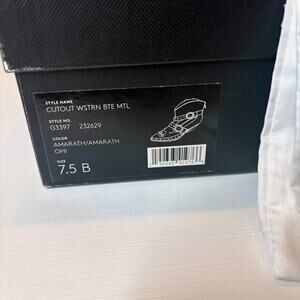 STYLE NAME
CUTOUT WSTRN BTE MTL
STYLE NO.
G3397 232629
COLOR
AMARATH/AMARATH
OHI
SIZE
7.5 B